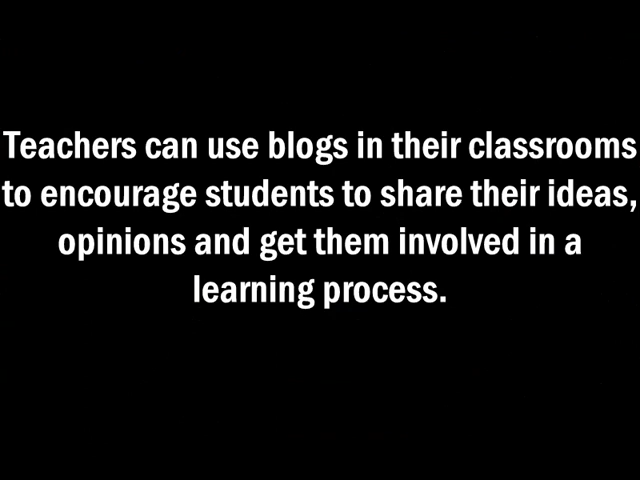 Teachers can use blogs in their classrooms
to encourage students to share their ideas,
opinions and get them involved in a
learning process.